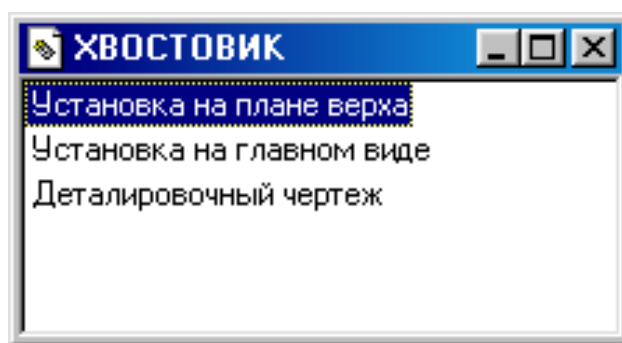 ХВОСТОВИК
Установка на плане верха
Установка на главном виде
Деталировочный чертеж